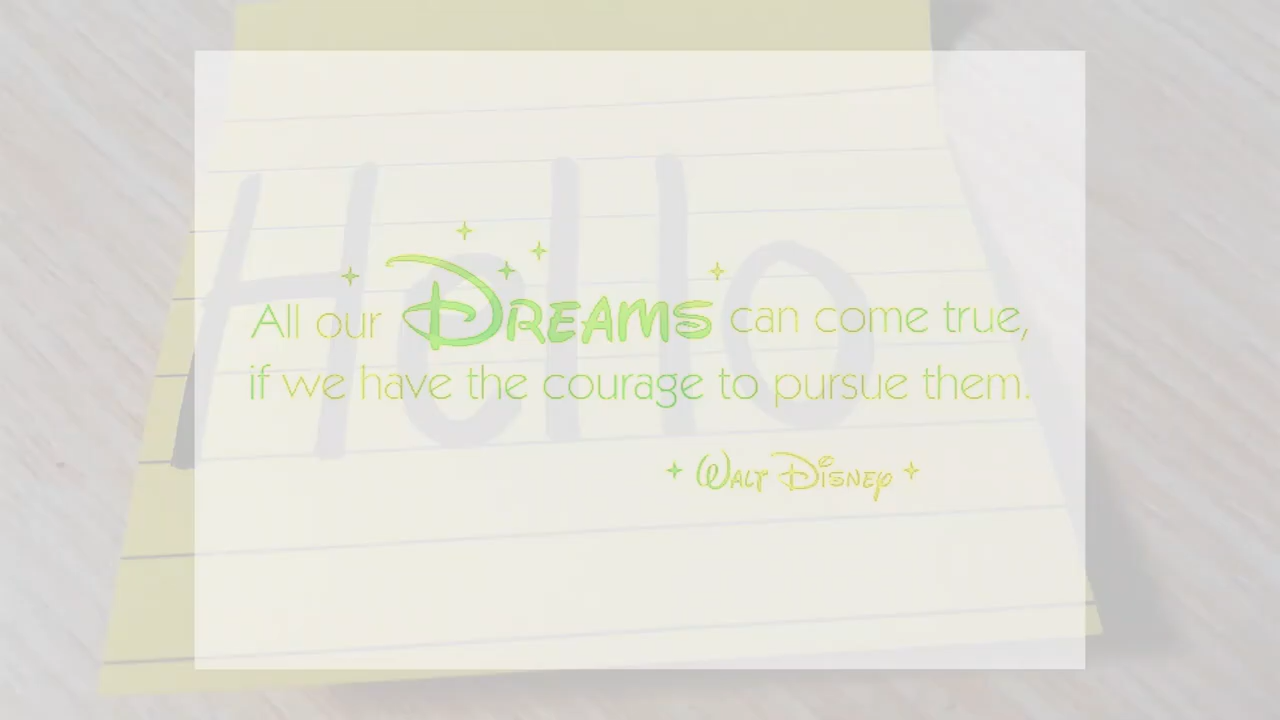 Hello
All our DREAMS can come true,
if we have the courage to pursue them.
WALT DISNEY